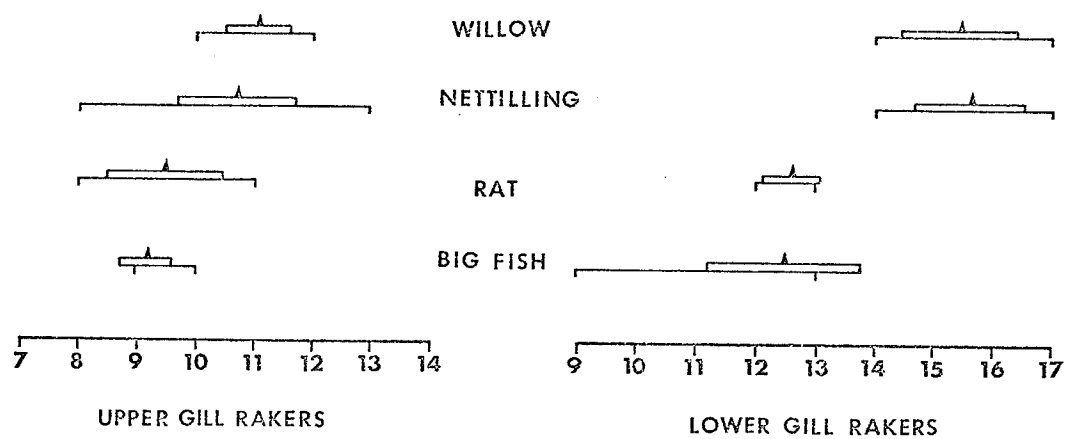 WILLOW
NETTILLING
RAT
BIG FISH
7 8 9 10 11 12 13 14
9 10 11 12 13 14 15 16 17
UPPER GILL RAKERS
LOWER GILL RAKERS